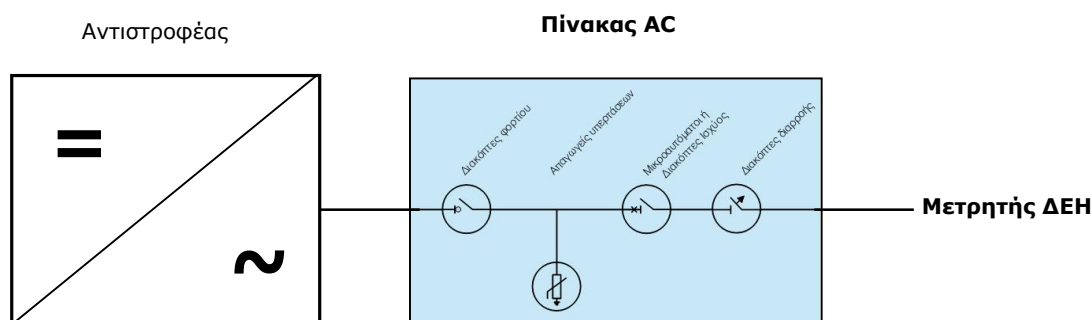 Αντιστροφέας
Πίνακας AC
Διακόπτες φορτίου
Απαγωγείς υπερτάσεων
Μικροαυτόματοι ή
Διακόπτες Ισχύος
Διακόπτες διαρροής
=
~
Μετρητής ΔΕΗ